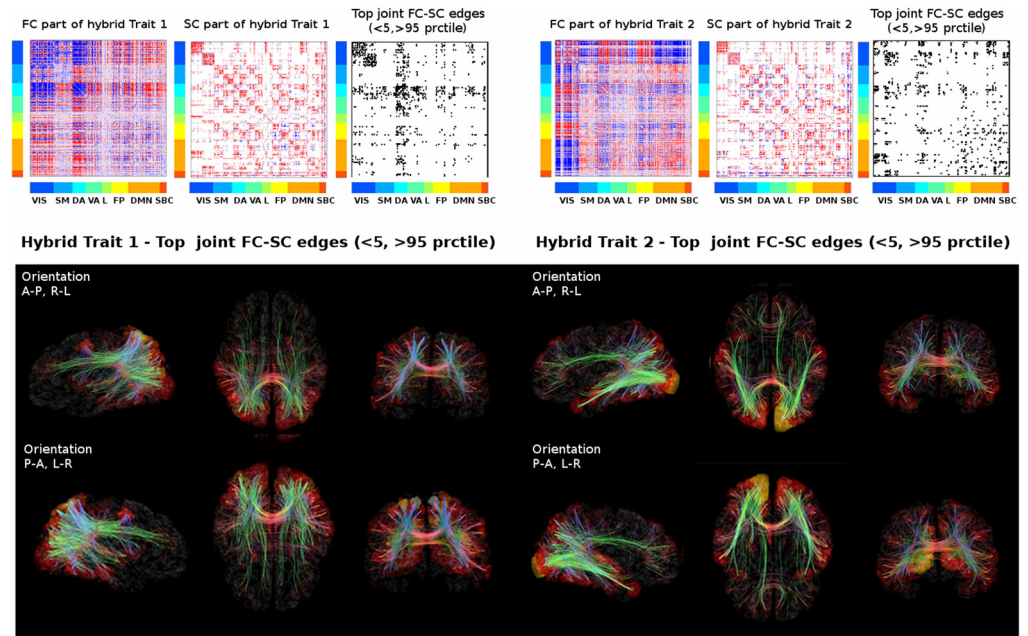 FC part of hybrid Trait 1
SC part of hybrid Trait 1
Top joint FC-SC edges
(<5,>95 prctile)
FC part of hybrid Trait 2
SC part of hybrid Trait 2
Top joint FC-SC edges
(<5,>95 prctile)
VIS SM DA VA L FP DMN SBC
VIS SM DA VA L FP DMN SBC
VIS SM DA VA L FP DMN SBC
VIS SM DA VA L FP DMN SBC
VIS SM DA VA L FP DMN SBC
VIS SM DA VA L FP DMN SBC
Hybrid Trait 1 - Top joint FC-SC edges (<5, >95 prctile)
Hybrid Trait 2 - Top joint FC-SC edges (<5, >95 prctile)
Orientation
A-P, R-L
Orientation
A-P, R-L
Orientation
P-A, L-R
Orientation
P-A, L-R